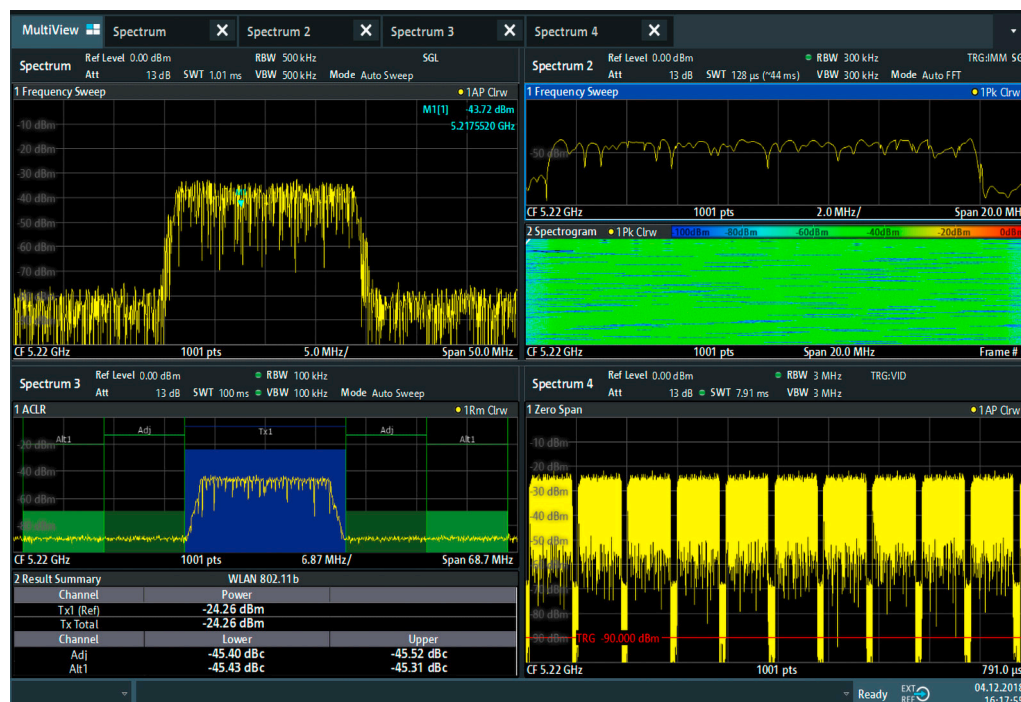 MultiView Spectrum X Spectrum 2 X Spectrum 3 X Spectrum 4 X
Spectrum Ref Level 0.00 dBm RBW 500 kHz SGL
Att 13 dB SWT 1.01 ms VBW 500 kHz Mode Auto Sweep
1 Frequency Sweep 1AP Clrw
M1[1] -43.72 dBm
5.2175520 GHz
-10 dBm
-20 dBm
-30 dBm
-40 dBm
-50 dBm
-60 dBm
-70 dBm
CF 5.22 GHz 1001 pts 5.0 MHz/ Span 50.0 MHz
Spectrum 2 Ref Level 0.00 dBm RBW 300 kHz TRG:IMM SG
Att 13 dB SWT 128 µs (~44 ms) VBW 300 kHz Mode Auto FFT
1 Frequency Sweep 1Pk Clrw
-50 dBm
CF 5.22 GHz 1001 pts 2.0 MHz/ Span 20.0 MH
2 Spectrogram 1Pk Clrw -100dBm -80dBm -60dBm -40dBm -20dBm 0dBm
CF 5.22 GHz 1001 pts Span 20.0 MHz Frame #
Spectrum 3 Ref Level 0.00 dBm RBW 100 kHz
Att 13 dB SWT 100 ms VBW 100 kHz Mode Auto Sweep
1 ACLR 1Rm Clrw
Alt1 Adj Tx1 Adj Alt1
-20 dBm
-40 dBm
-60 dBm
CF 5.22 GHz 1001 pts 6.87 MHz/ Span 68.7 MHz
2 Result Summary WLAN 802.11b
Channel Power
Tx1 (Ref) -24.26 dBm
Tx Total -24.26 dBm
Channel Lower Upper
Adj -45.40 dBc -45.52 dBc
Alt1 -45.43 dBc -45.31 dBc
Spectrum 4 Ref Level 0.00 dBm RBW 3 MHz TRG:VID
Att 13 dB SWT 7.91 ms VBW 3 MHz
1 Zero Span 1AP Clrw
-10 dBm
-20 dBm
-30 dBm
-40 dBm
-50 dBm
-60 dBm
-70 dBm
-80 dBm
-90 dBm TRG -90.000 dBm
CF 5.22 GHz 1001 pts 791.0 µs
Ready EXT REF 04.12.2018
16:17:55